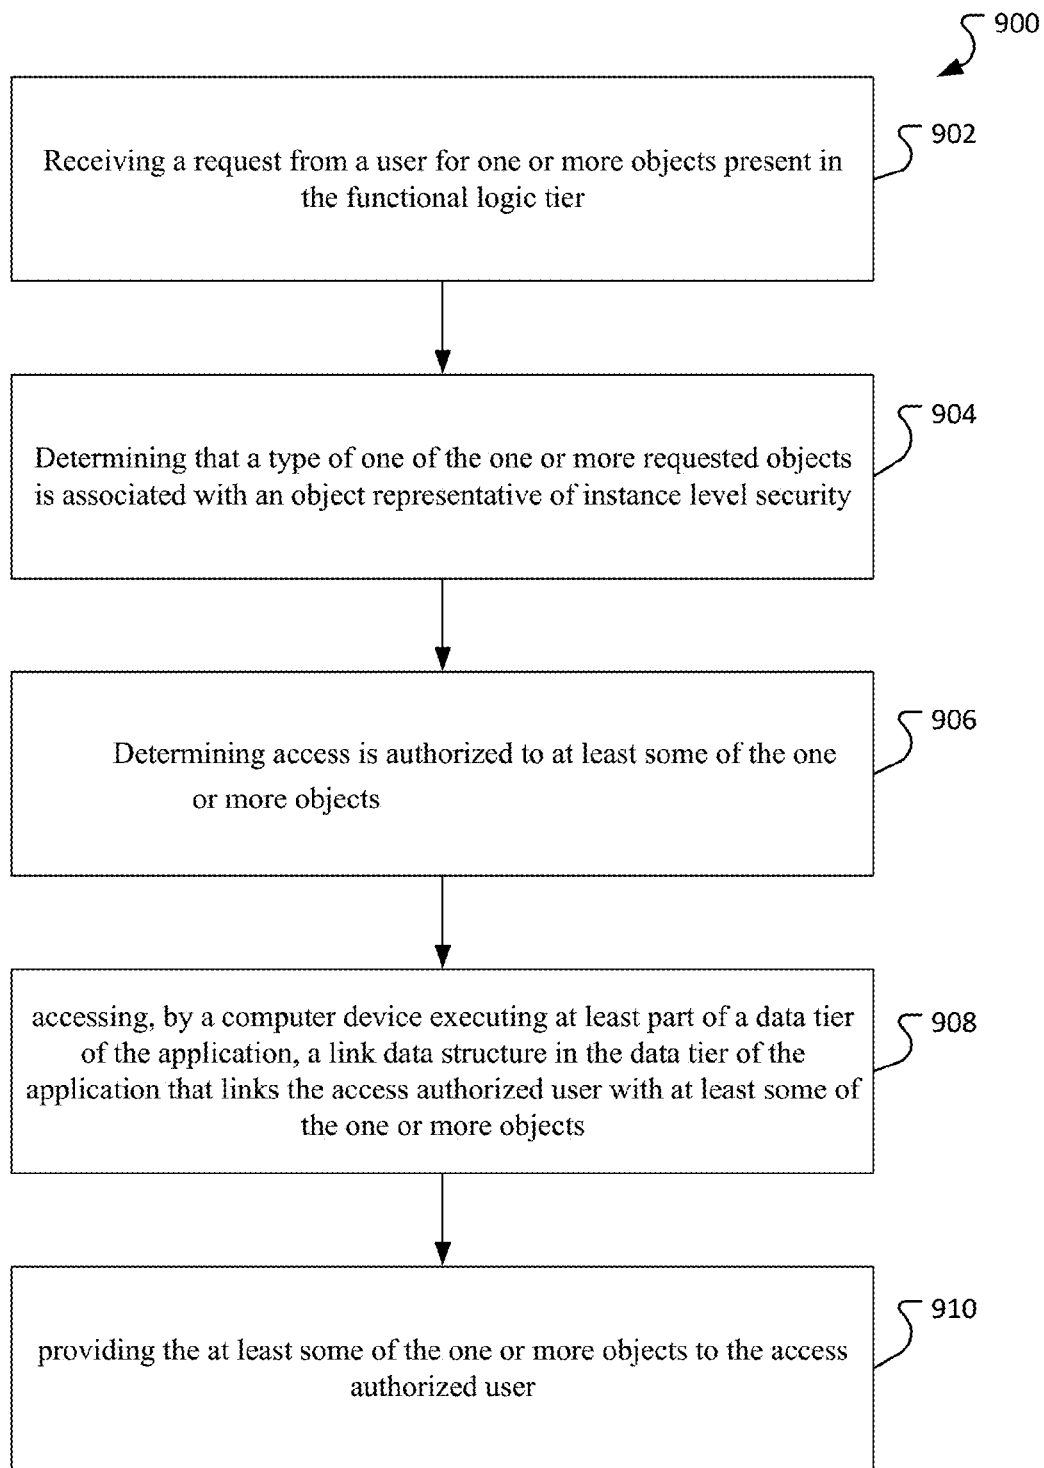 900
902
Receiving a request from a user for one or more objects present in
the functional logic tier
904
Determining that a type of one of the one or more requested objects
is associated with an object representative of instance level security
906
Determining access is authorized to at least some of the one
or more objects
908
accessing, by a computer device executing at least part of a data tier
of the application, a link data structure in the data tier of the
application that links the access authorized user with at least some of
the one or more objects
910
providing the at least some of the one or more objects to the access
authorized user